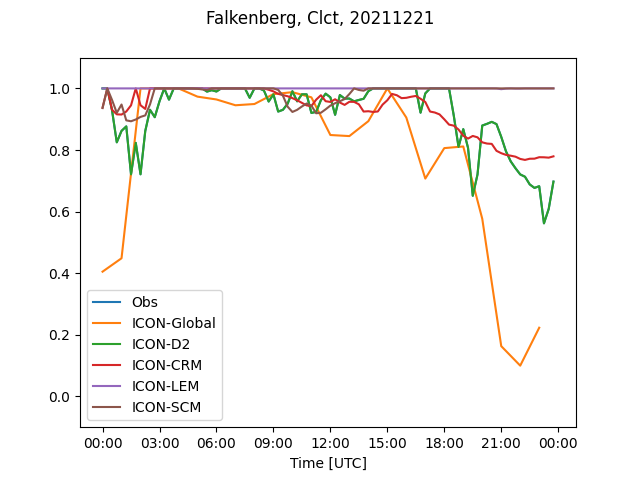 Falkenberg, Clct, 20211221
1.0
0.8
0.6
0.4
0.2
0.0
Obs
ICON-Global
ICON-D2
ICON-CRM
ICON-LEM
ICON-SCM
00:00 03:00 06:00 09:00 12:00 15:00 18:00 21:00 00:00
Time [UTC]